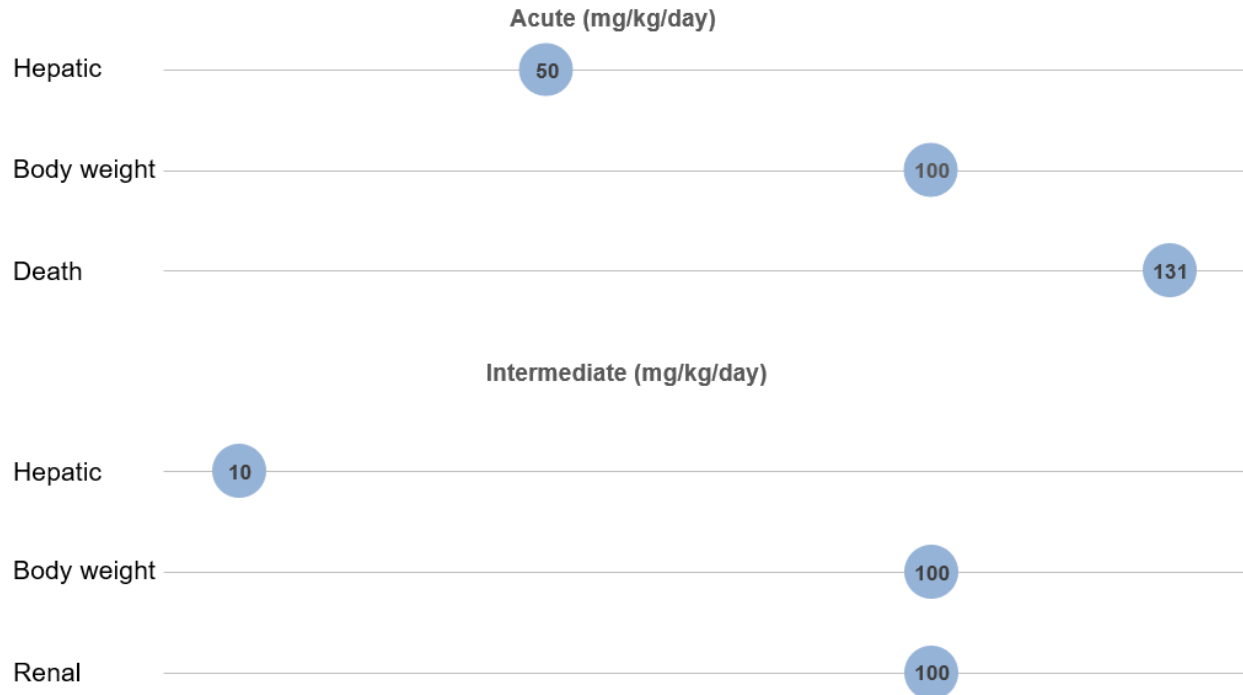 Acute (mg/kg/day)
Hepatic 50
Body weight 100
Death 131
Intermediate (mg/kg/day)
Hepatic 10
Body weight 100
Renal 100